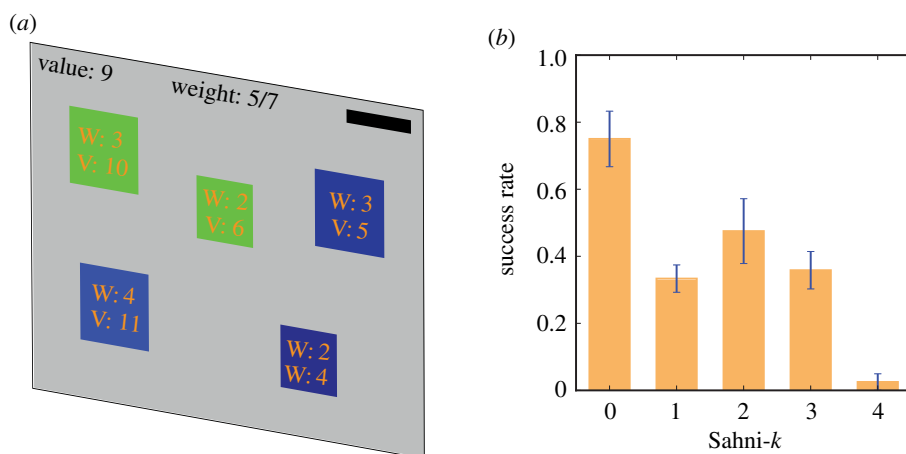 (a)
value: 9
weight: 5/7
W: 3
V: 10
W: 2
V: 6
W: 3
V: 5
W: 4
V: 11
W: 2
W: 4
(b)
1.0
0.8
0.6
0.4
0.2
0
success rate
0 1 2 3 4
Sahni-k